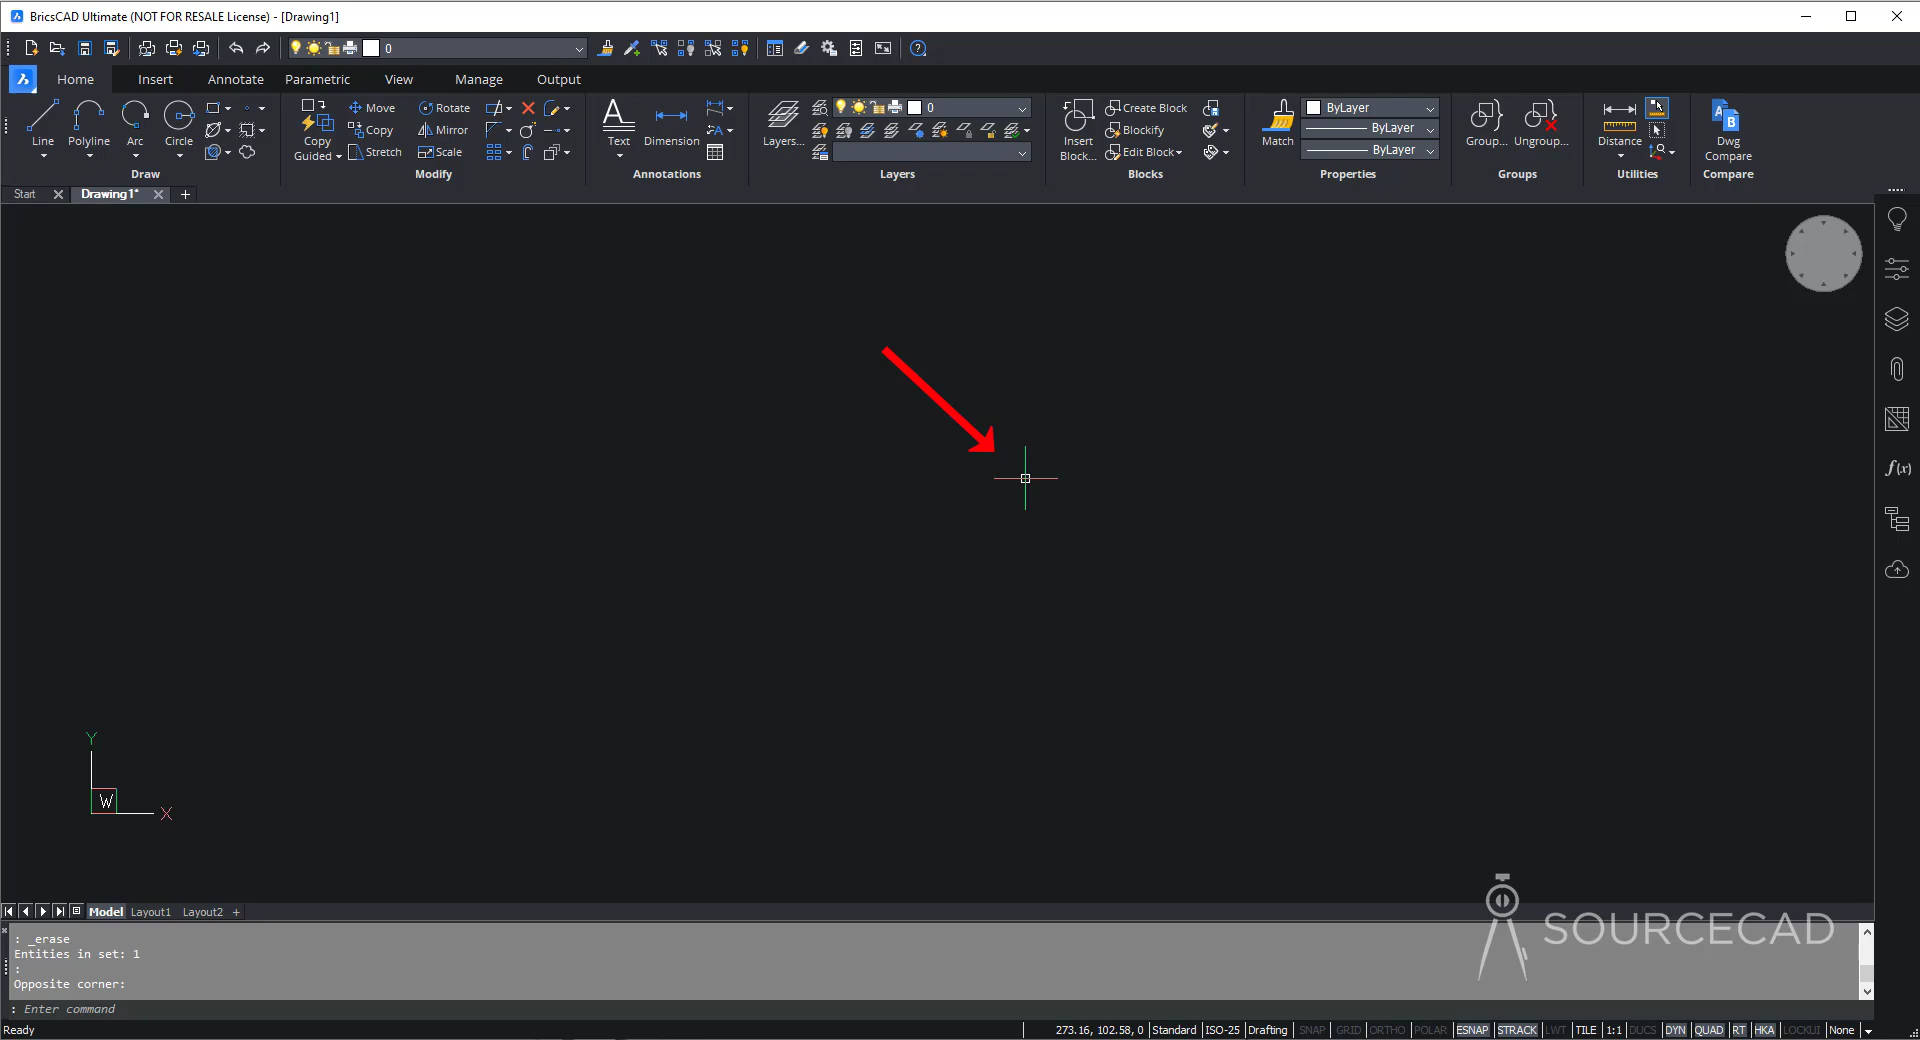 BricsCAD Ultimate (NOT FOR RESALE License) - [Drawing1]
0
Home Insert Annotate Parametric View Manage Output
Line Polyline Arc Circle
Draw
Copy Guided
Move Rotate
Copy Mirror
Stretch Scale
Modify
Text Dimension
Annotations
Layers...
0
Layers
Insert Block...
Create Block
Blockify
Edit Block
Blocks
Match
ByLayer
ByLayer
ByLayer
Properties
Group... Ungroup...
Groups
Distance
Utilities
Dwg Compare
Compare
Start Drawing1*
f(x)
Y
W
X
Model Layout1 Layout2 +
SOURCECAD
: _erase
Entities in set: 1
:
Opposite corner:
: Enter command
Ready 273.16, 102.58, 0 Standard ISO-25 Drafting SNAP GRID ORTHO POLAR ESNAP STRACK LWT TILE 1:1 DUCS DYN QUAD RT HKA LOCKUI None